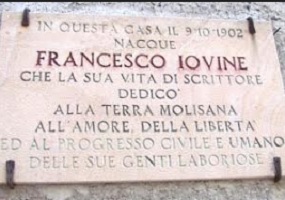 IN QUESTA CASA IL 9·10·1902
NACQUE
FRANCESCO IOVINE
CHE LA SUA VITA DI SCRITTORE
DEDICO'
ALLA TERRA MOLISANA
ALL'AMORE, DELLA LIBERTA'
ED AL PROGRESSO CIVILE E UMANO
DELLE SUE GENTI LABORIOSE